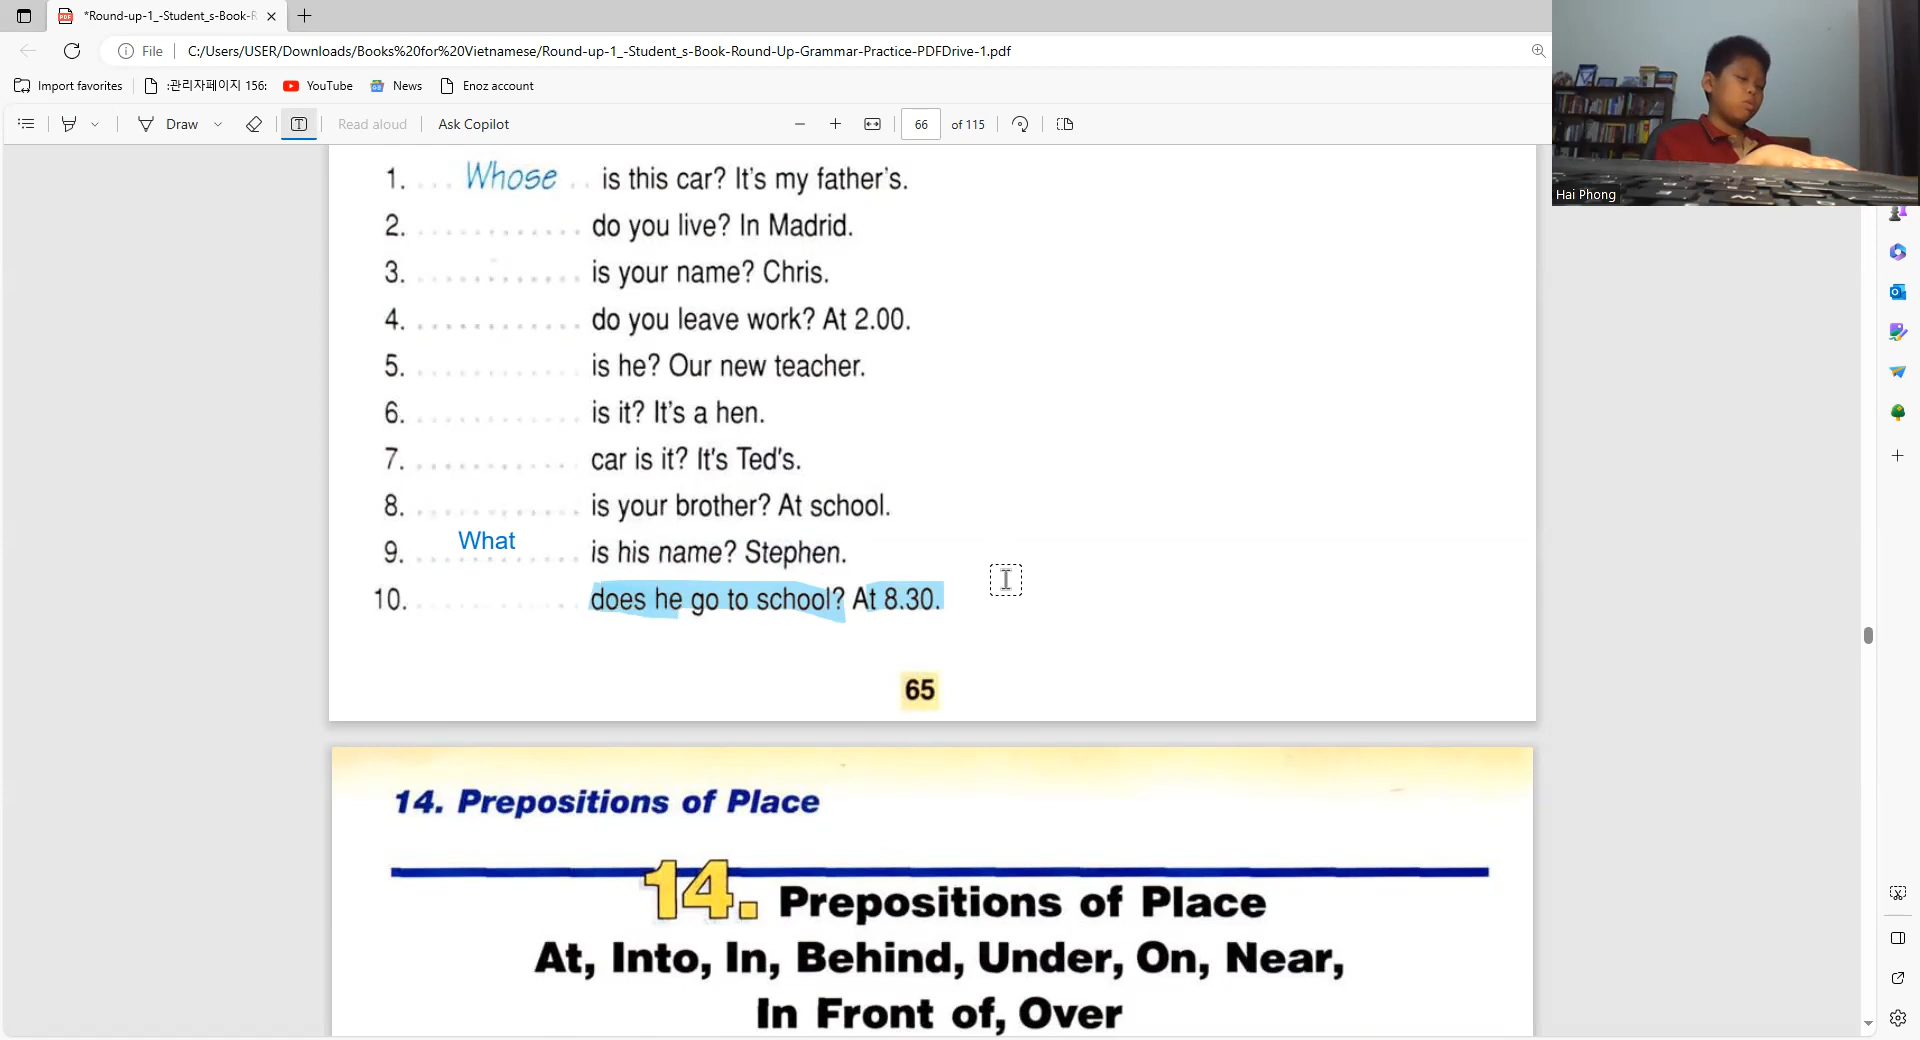 *Round-up-1_-Student_s-Book-R
File
C:/Users/USER/Downloads/Books%20for%20Vietnamese/Round-up-1_-Student_s-Book-Round-Up-Grammar-Practice-PDFDrive-1.pdf
Import favorites
:관리자페이지 156:
YouTube
News
Enoz account
Draw
Read aloud
Ask Copilot
66
of 115
Hai Phong
1. Whose is this car? It's my father's.
2. do you live? In Madrid.
3. is your name? Chris.
4. do you leave work? At 2.00.
5. is he? Our new teacher.
6. is it? It's a hen.
7. car is it? It's Ted's.
8. is your brother? At school.
9. What is his name? Stephen.
10. does he go to school? At 8.30.
65
14. Prepositions of Place
14. Prepositions of Place
At, Into, In, Behind, Under, On, Near,
In Front of, Over